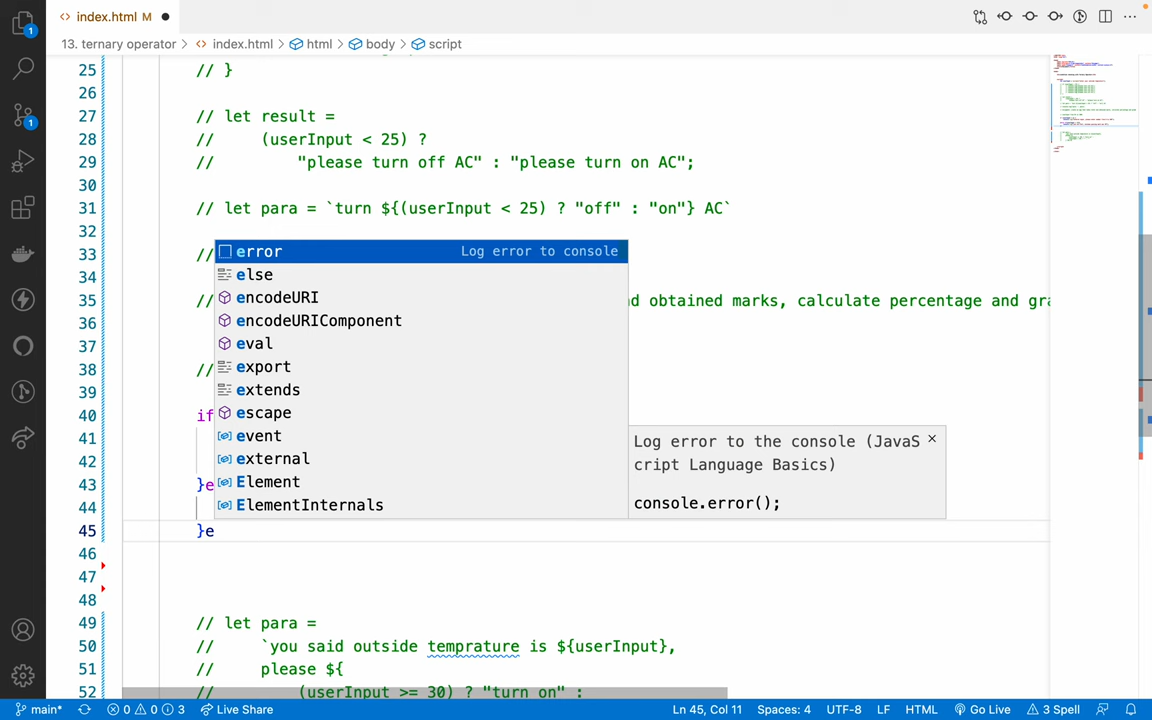 <> index.html M ●
13. ternary operator > <> index.html > html > body > script
25 // }
26
27 // let result =
28 // (userInput < 25) ?
29 // "please turn off AC" : "please turn on AC";
30
31 // let para = `turn ${(userInput < 25) ? "off" : "on"} AC`
32
33 //
error Log error to console
34
else
35 // d obtained marks, calculate percentage and gra
encodeURI
36
encodeURIComponent
37
eval
38 //
export
39
extends
40 if
escape
41
event
Log error to the console (JavaS ×
cript Language Basics)
42
external
43 }e
Element
44
ElementInternals
console.error();
45 }e
46
47
48
49 // let para =
50 // `you said outside temprature is ${userInput},
51 // please ${
52 // (userInput >= 30) ? "turn on" :
1
1
main* 0 0 3 Live Share Ln 45, Col 11 Spaces: 4 UTF-8 LF HTML Go Live 3 Spell